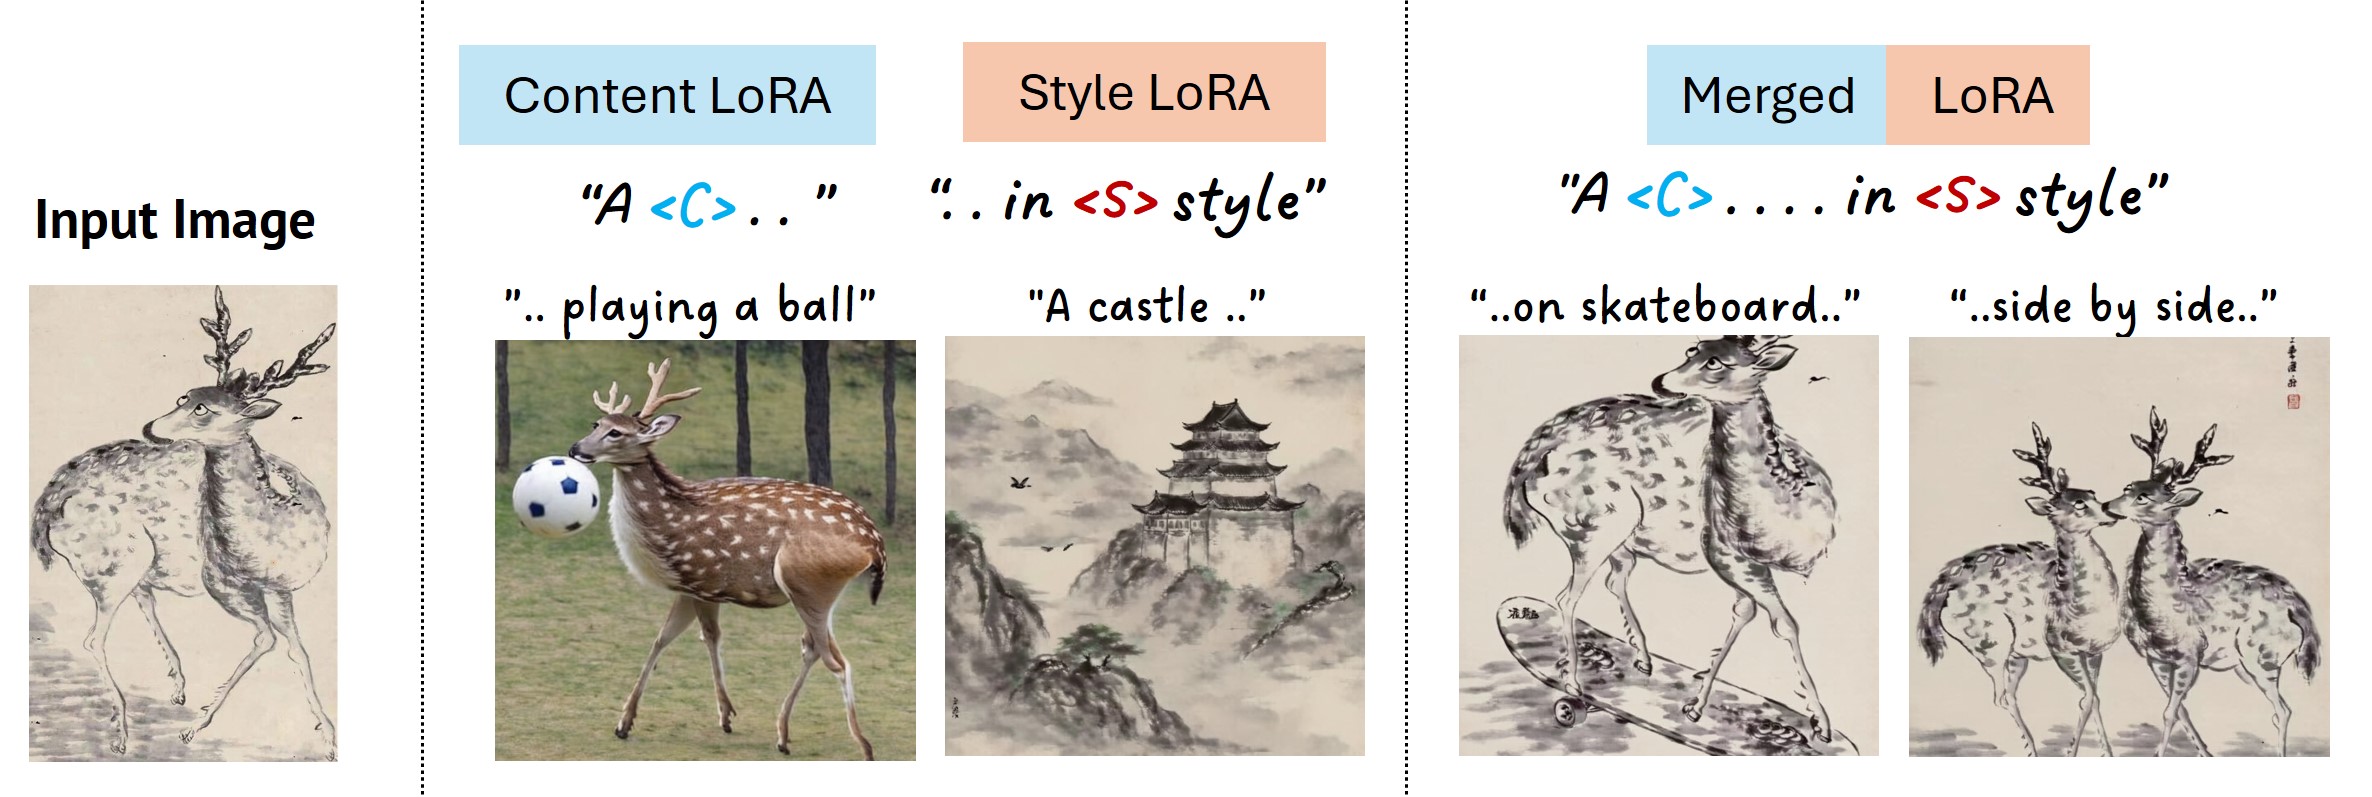 Input Image
Content LoRA
"A <C> . . "
".. playing a ball"
Style LoRA
". . in <S> style"
"A castle .."
Merged LoRA
"A <C> . . . . in <S> style"
"..on skateboard.."
"..side by side.."